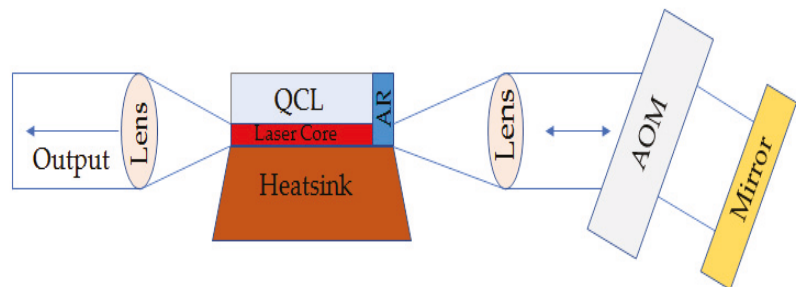 Output
Lens
QCL
AR
Laser Core
Heatsink
Lens
AOM
Mirror